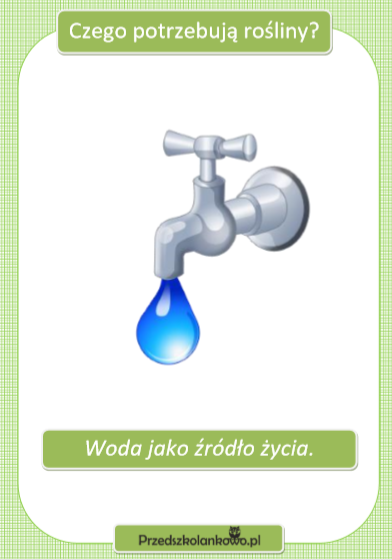 Czego potrzebują rośliny?
Woda jako źródło życia.
Przedszkolankowo.pl